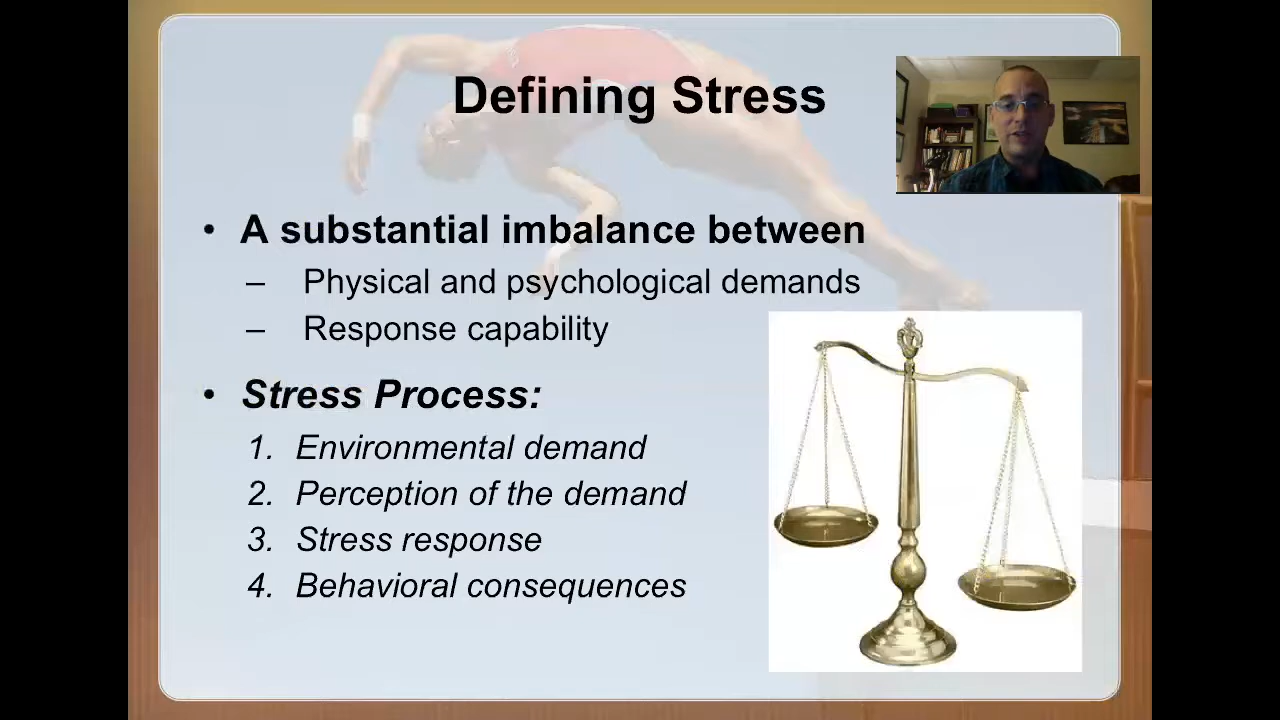 Defining Stress
• A substantial imbalance between
– Physical and psychological demands
– Response capability
• Stress Process:
1. Environmental demand
2. Perception of the demand
3. Stress response
4. Behavioral consequences